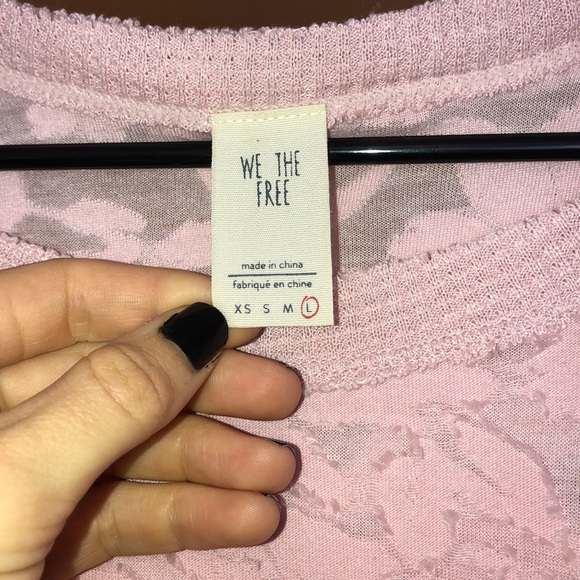 WE THE
FREE
made in china
fabriqué en chine
XS S M L